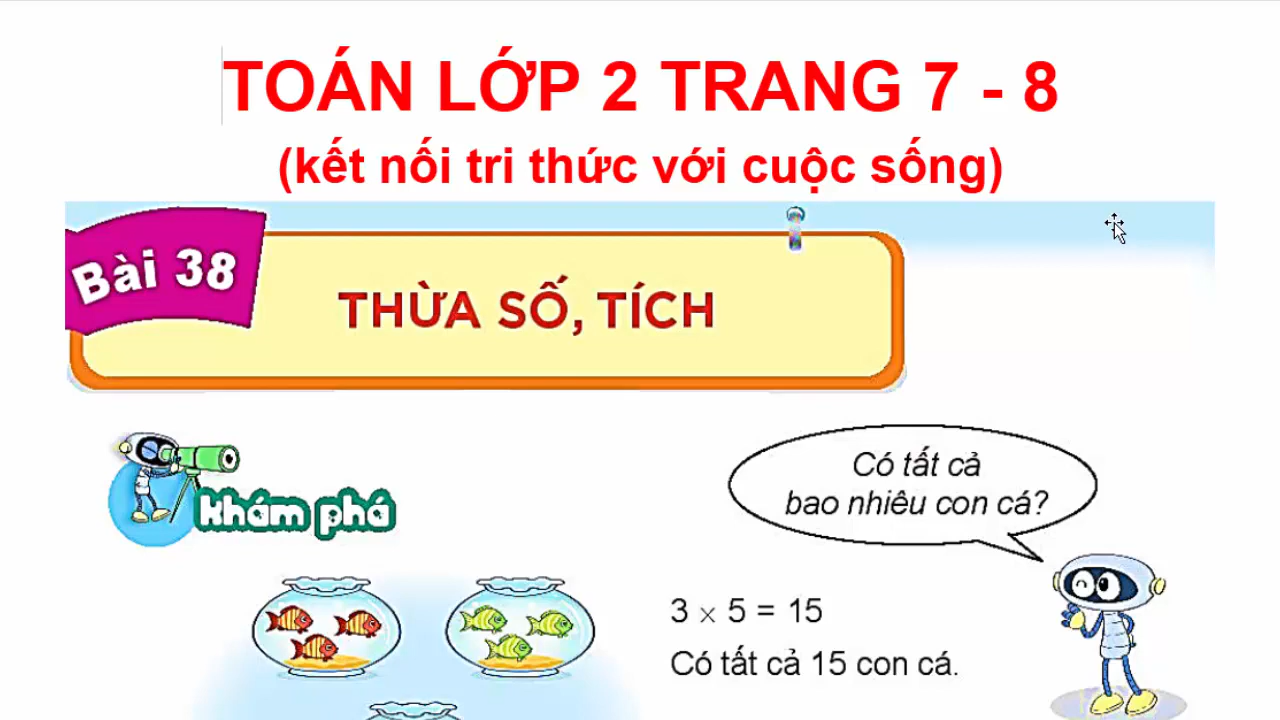 TOÁN LỚP 2 TRANG 7 - 8
(kết nối tri thức với cuộc sống)
Bài 38
THỪA SỐ, TÍCH
khám phá
Có tất cả
bao nhiêu con cá?
3 × 5 = 15
Có tất cả 15 con cá.